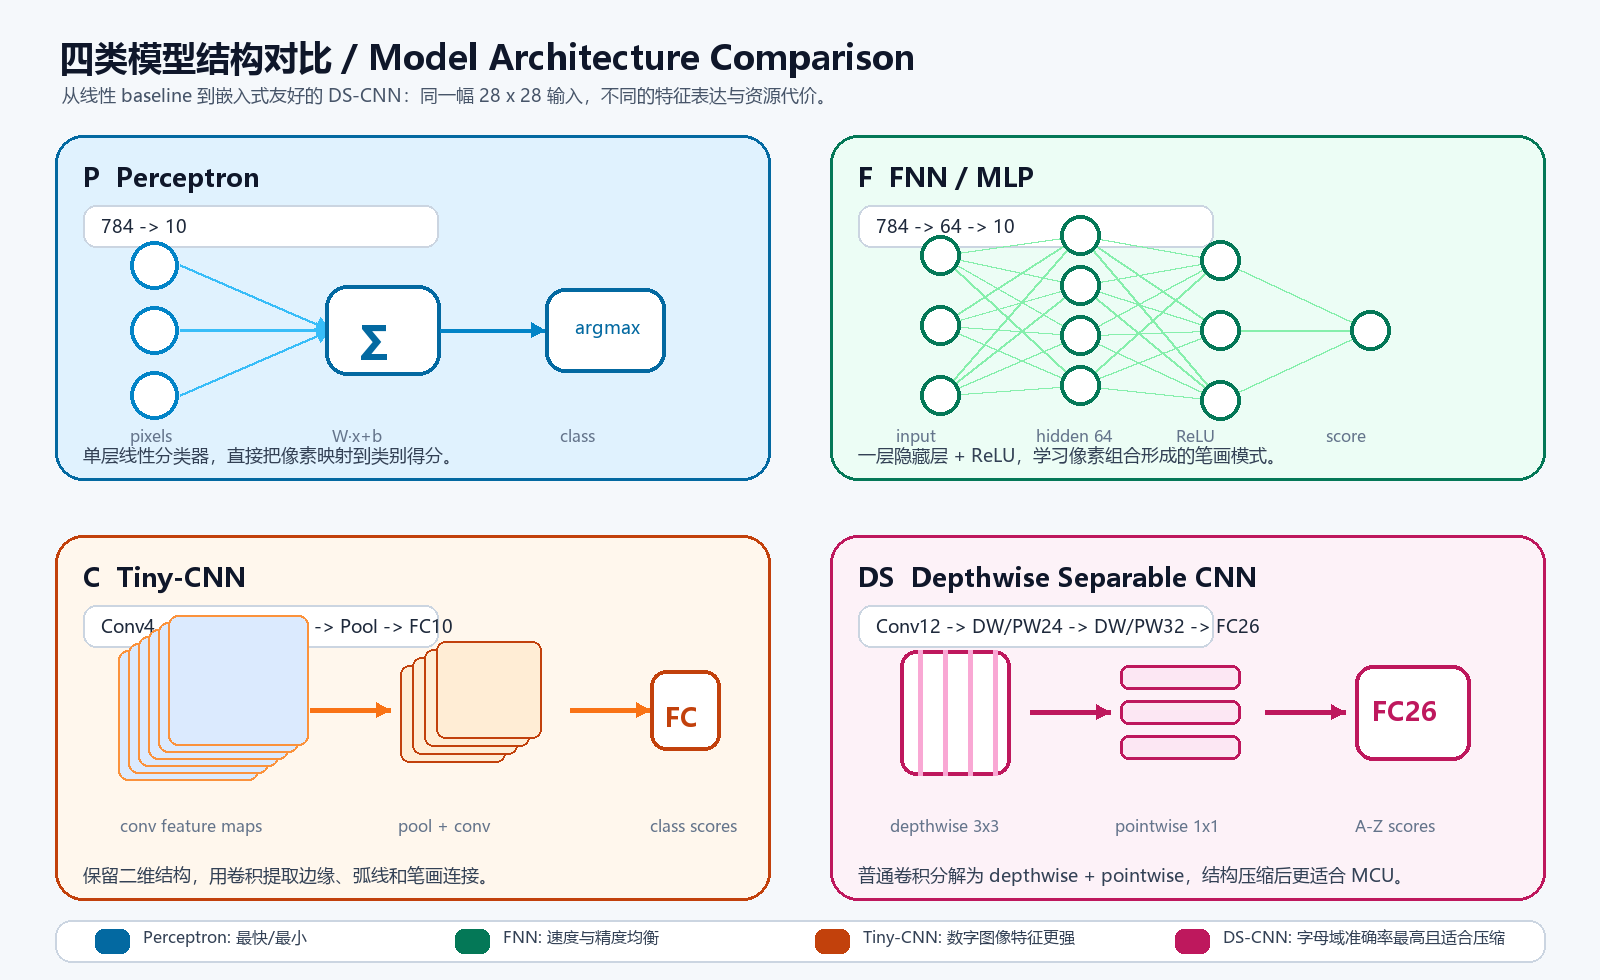 四类模型结构对比 / Model Architecture Comparison
从线性 baseline 到嵌入式友好的 DS-CNN：同一幅 28 x 28 输入，不同的特征表达与资源代价。
P Perceptron
784 -> 10
Σ
argmax
pixels
W·x+b
class
单层线性分类器，直接把像素映射到类别得分。
F FNN / MLP
784 -> 64 -> 10
input
hidden 64
ReLU
score
一层隐藏层 + ReLU，学习像素组合形成的笔画模式。
C Tiny-CNN
Conv4 -> Pool -> FC10
FC
conv feature maps
pool + conv
class scores
保留二维结构，用卷积提取边缘、弧线和笔画连接。
DS Depthwise Separable CNN
Conv12 -> DW/PW24 -> DW/PW32 -> FC26
FC26
depthwise 3x3
pointwise 1x1
A-Z scores
普通卷积分解为 depthwise + pointwise，结构压缩后更适合 MCU。
Perceptron: 最快/最小
FNN: 速度与精度均衡
Tiny-CNN: 数字图像特征更强
DS-CNN: 字母域准确率最高且适合压缩